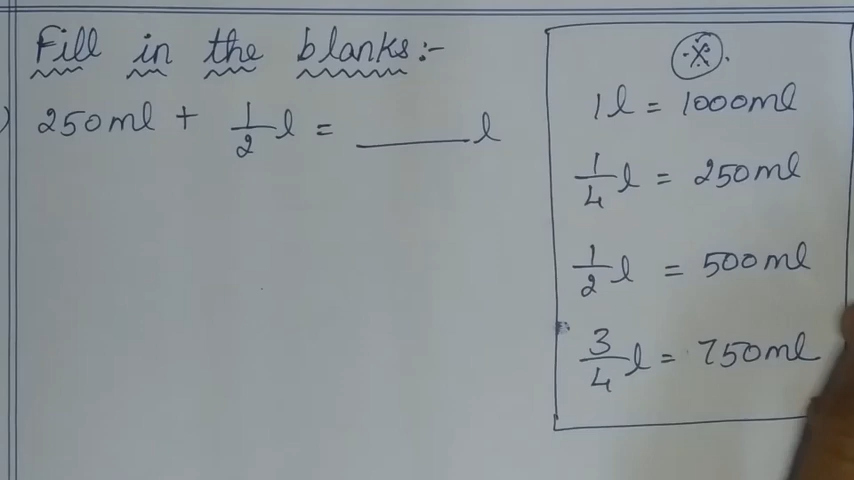 Fill in the blanks:-
) 250ml + 1/2 l = ______ l
1l = 1000ml
1/4 l = 250ml
1/2 l = 500ml
3/4 l = 750ml